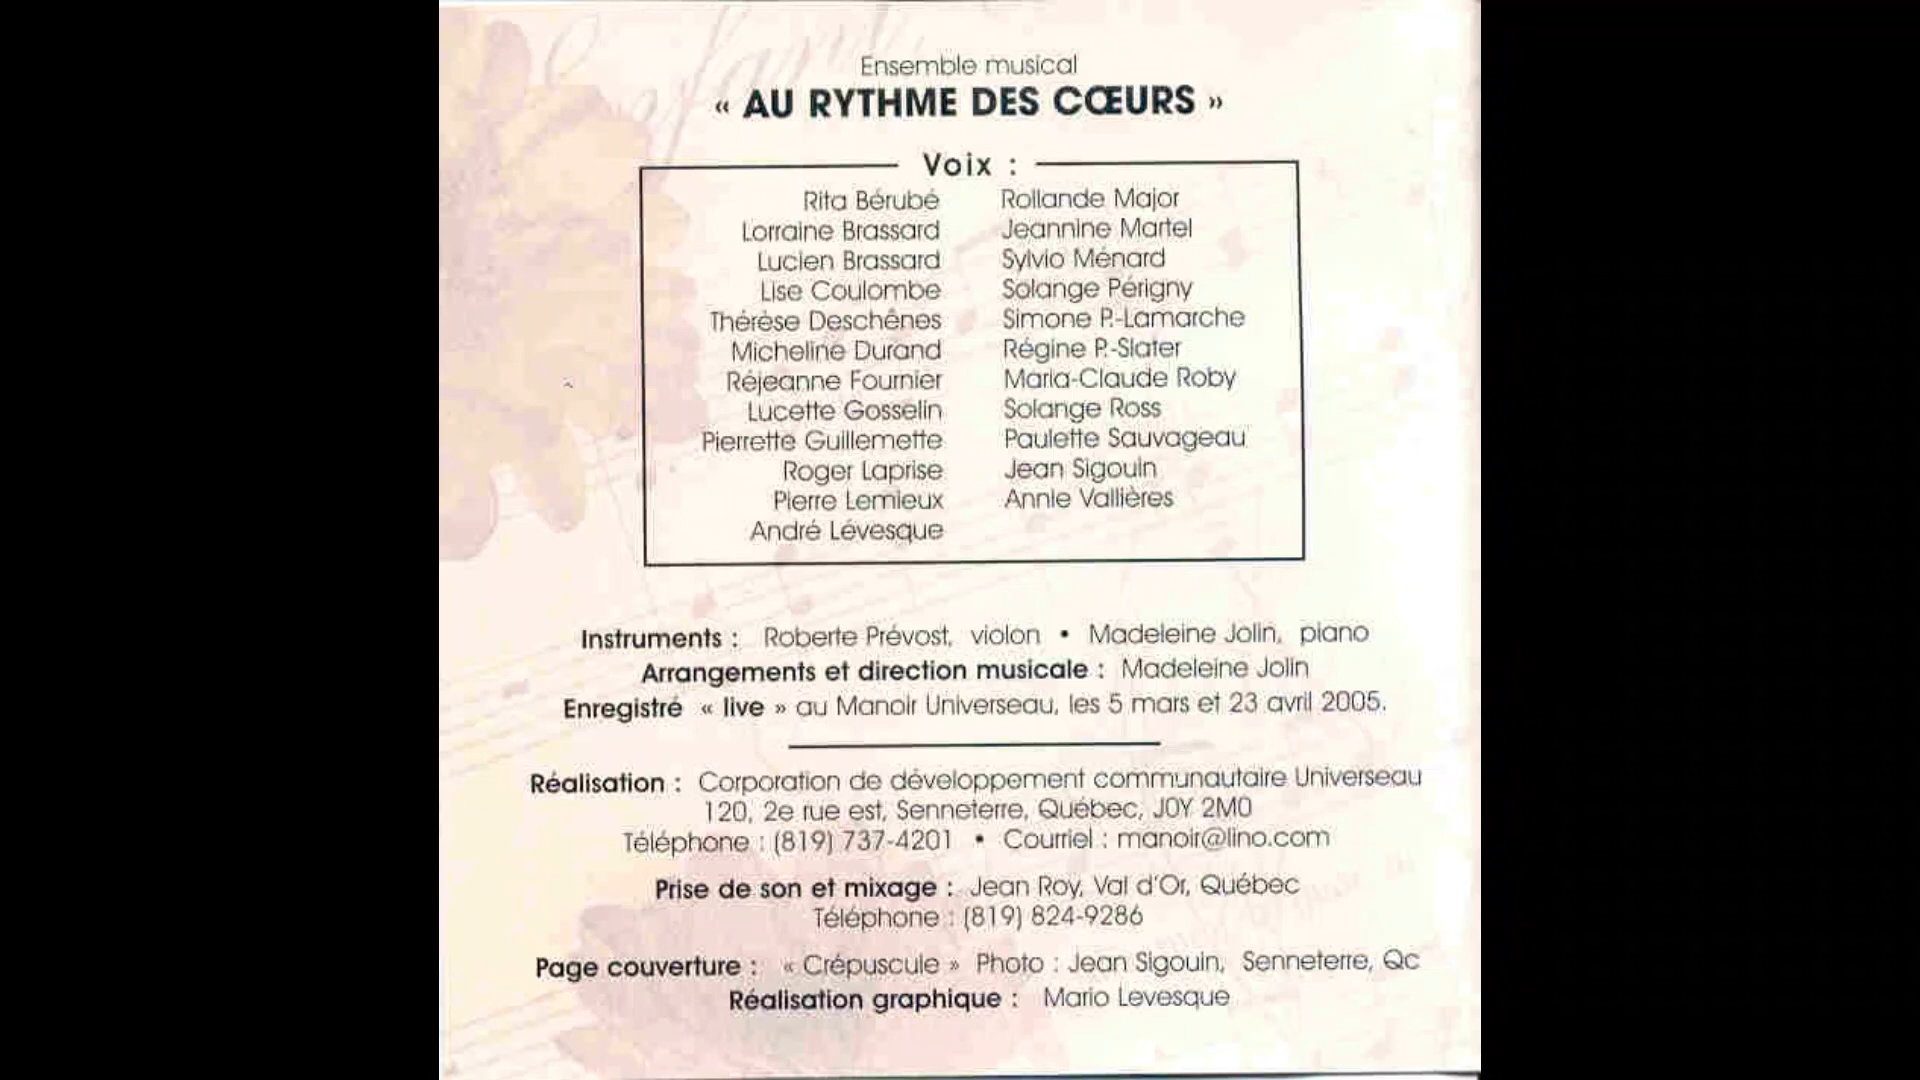 Ensemble musical
« AU RYTHME DES CŒURS »
Voix :
Rita Bérubé
Lorraine Brassard
Lucien Brassard
Lise Coulombe
Thérèse Deschênes
Micheline Durand
Réjeanne Fournier
Lucette Gosselin
Pierrette Guillemette
Roger Laprise
Pierre Lemieux
André Lévesque
Rollande Major
Jeannine Martel
Sylvio Ménard
Solange Périgny
Simone P.-Lamarche
Régine P.-Slater
Maria-Claude Roby
Solange Ross
Paulette Sauvageau
Jean Sigouin
Annie Vallières
Instruments : Roberte Prévost, violon • Madeleine Jolin, piano
Arrangements et direction musicale : Madeleine Jolin
Enregistré « live » au Manoir Universeau, les 5 mars et 23 avril 2005.
Réalisation : Corporation de développement communautaire Universeau
120, 2e rue est, Senneterre, Québec, J0Y 2M0
Téléphone : (819) 737-4201 • Courriel : manoir@lino.com
Prise de son et mixage : Jean Roy, Val d'Or, Québec
Téléphone : (819) 824-9286
Page couverture : « Crépuscule » Photo : Jean Sigouin, Senneterre, Qc
Réalisation graphique : Mario Levesque